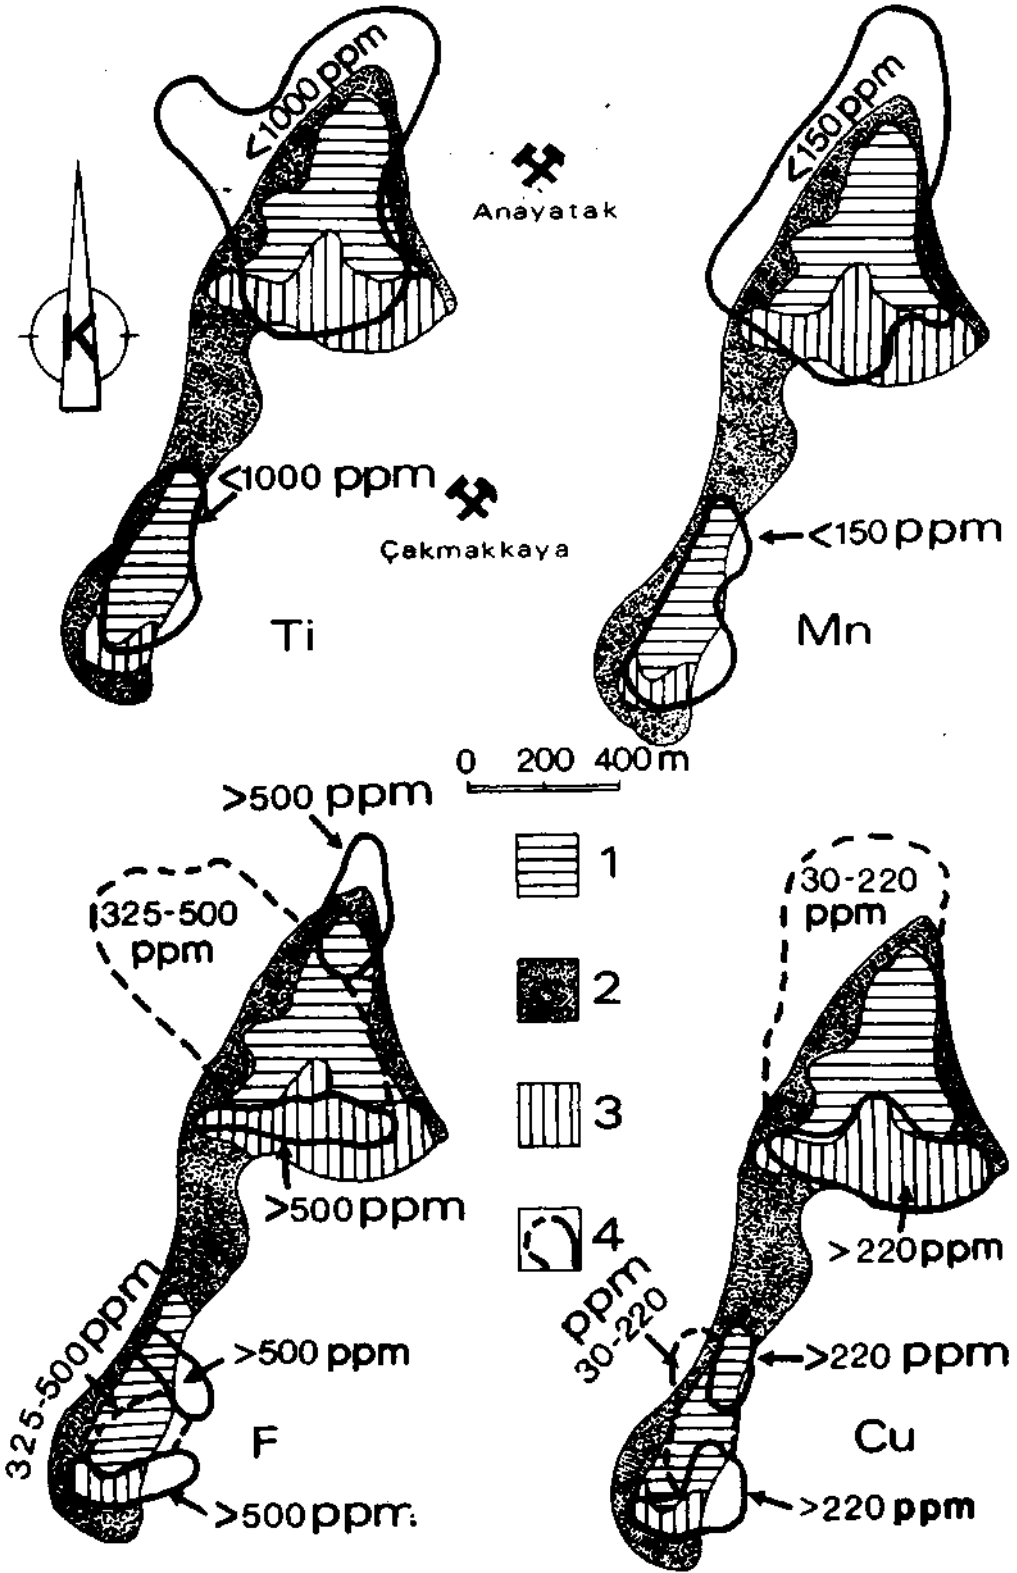 <1000 ppm
<150 ppm
Anayatak
K
<1000 ppm
Çakmakkaya
<150 ppm
Ti
Mn
0 200 400 m
>500 ppm
1
325-500
ppm
30-220
ppm
2
3
>500 ppm
4
>220 ppm
325-500 ppm
>500 ppm
ppm
30-220
>220 ppm
F
Cu
>500 ppm
>220 ppm